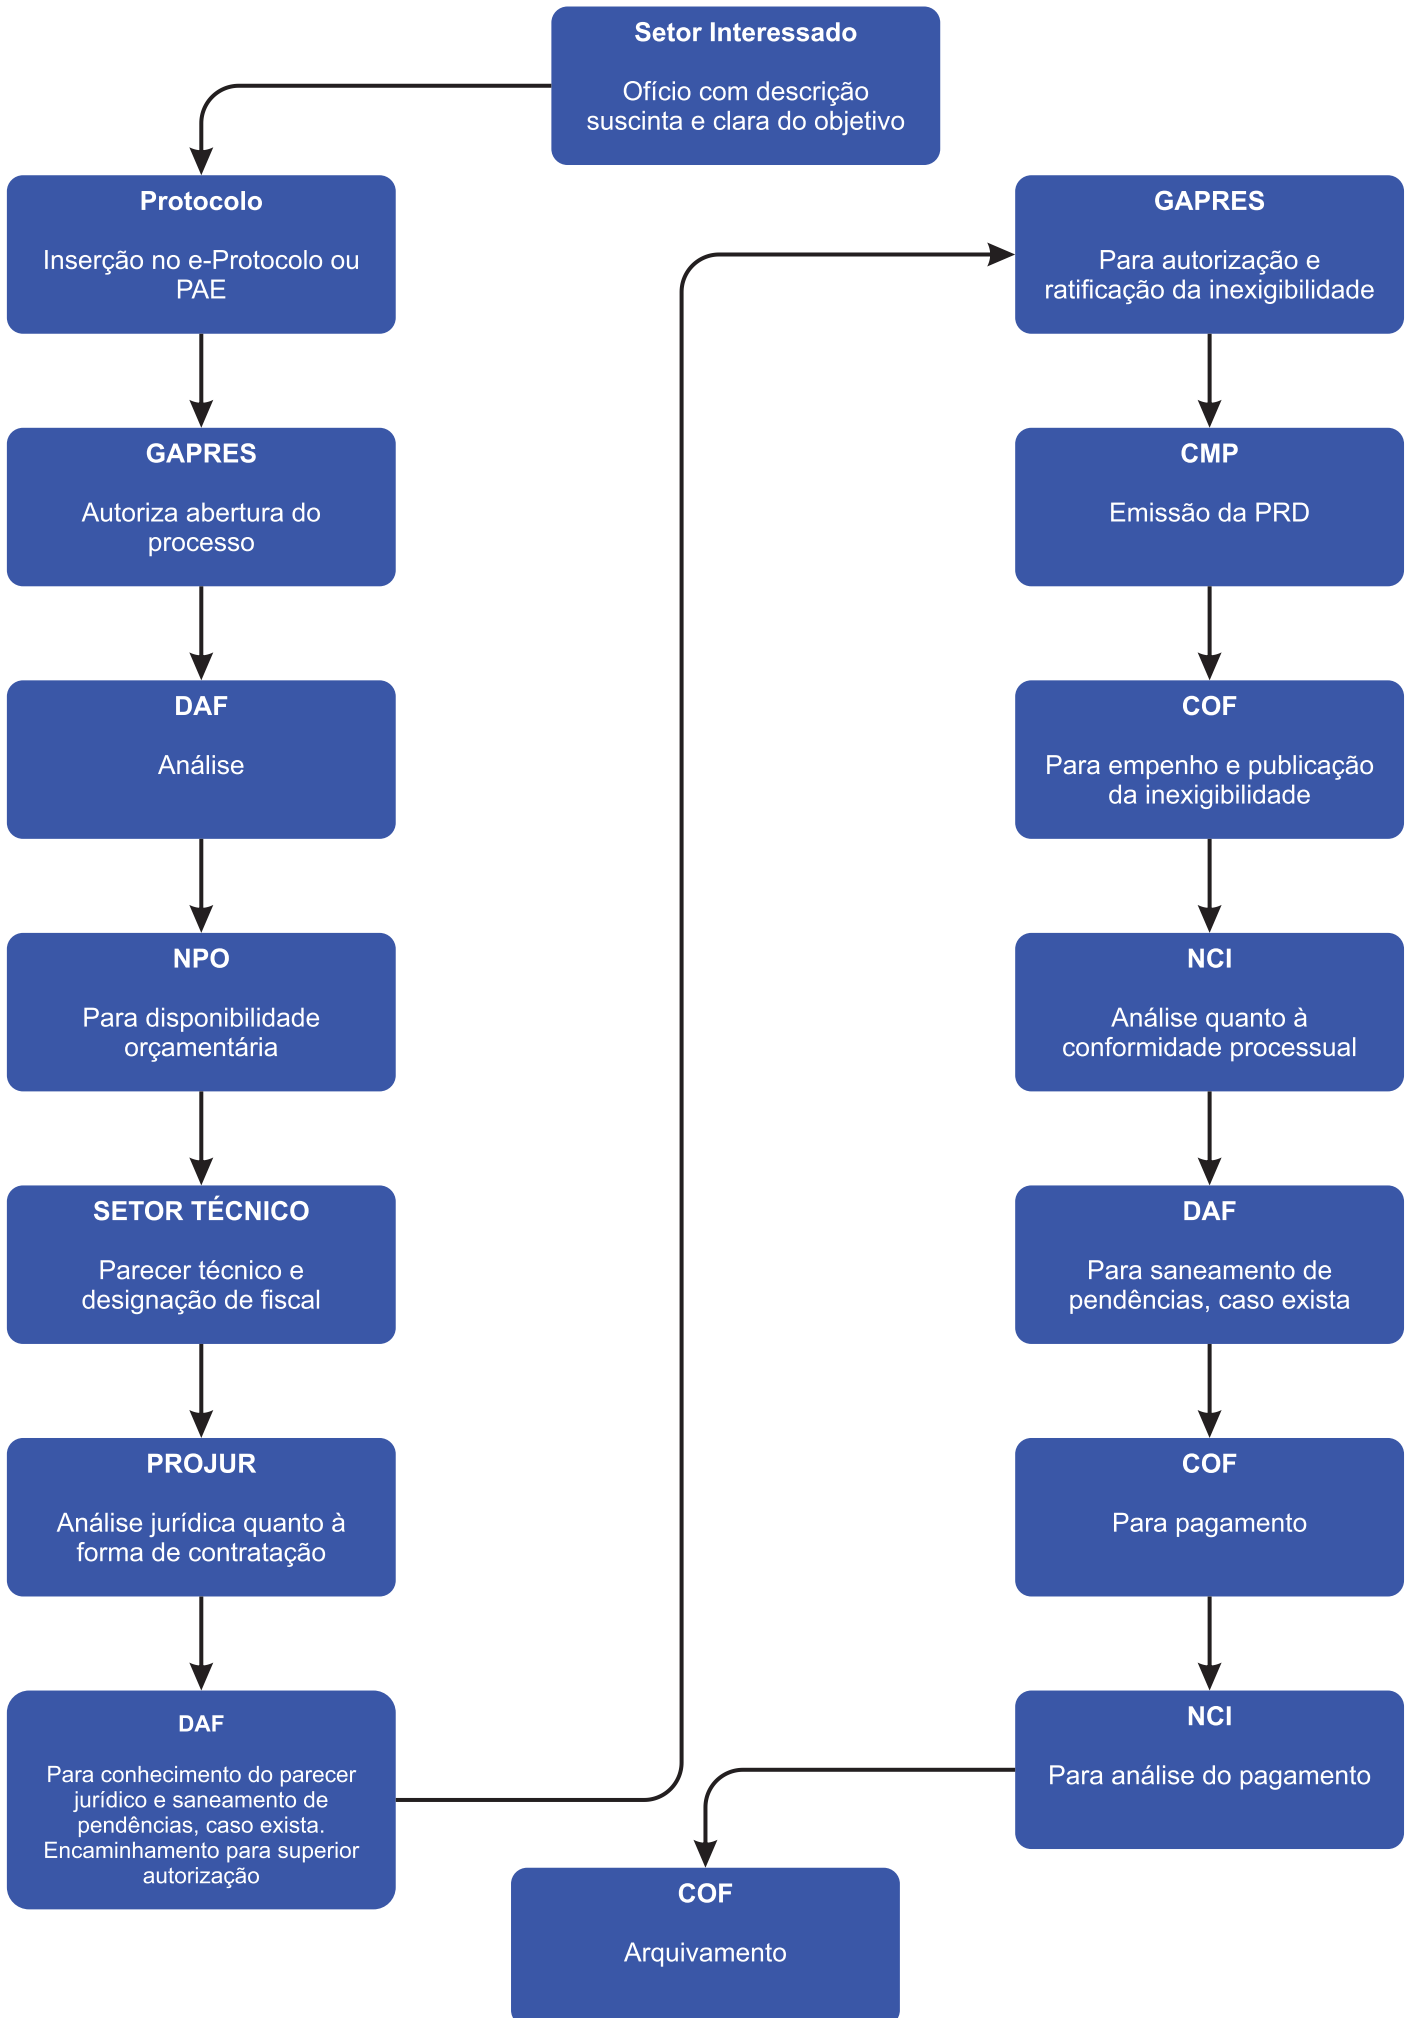 Setor Interessado
Ofício com descrição
suscinta e clara do objetivo
Protocolo
Inserção no e-Protocolo ou
PAE
GAPRES
Autoriza abertura do
processo
DAF
Análise
NPO
Para disponibilidade
orçamentária
SETOR TÉCNICO
Parecer técnico e
designação de fiscal
PROJUR
Análise jurídica quanto à
forma de contratação
DAF
Para conhecimento do parecer
jurídico e saneamento de
pendências, caso exista.
Encaminhamento para superior
autorização
GAPRES
Para autorização e
ratificação da inexigibilidade
CMP
Emissão da PRD
COF
Para empenho e publicação
da inexigibilidade
NCI
Análise quanto à
conformidade processual
DAF
Para saneamento de
pendências, caso exista
COF
Para pagamento
NCI
Para análise do pagamento
COF
Arquivamento